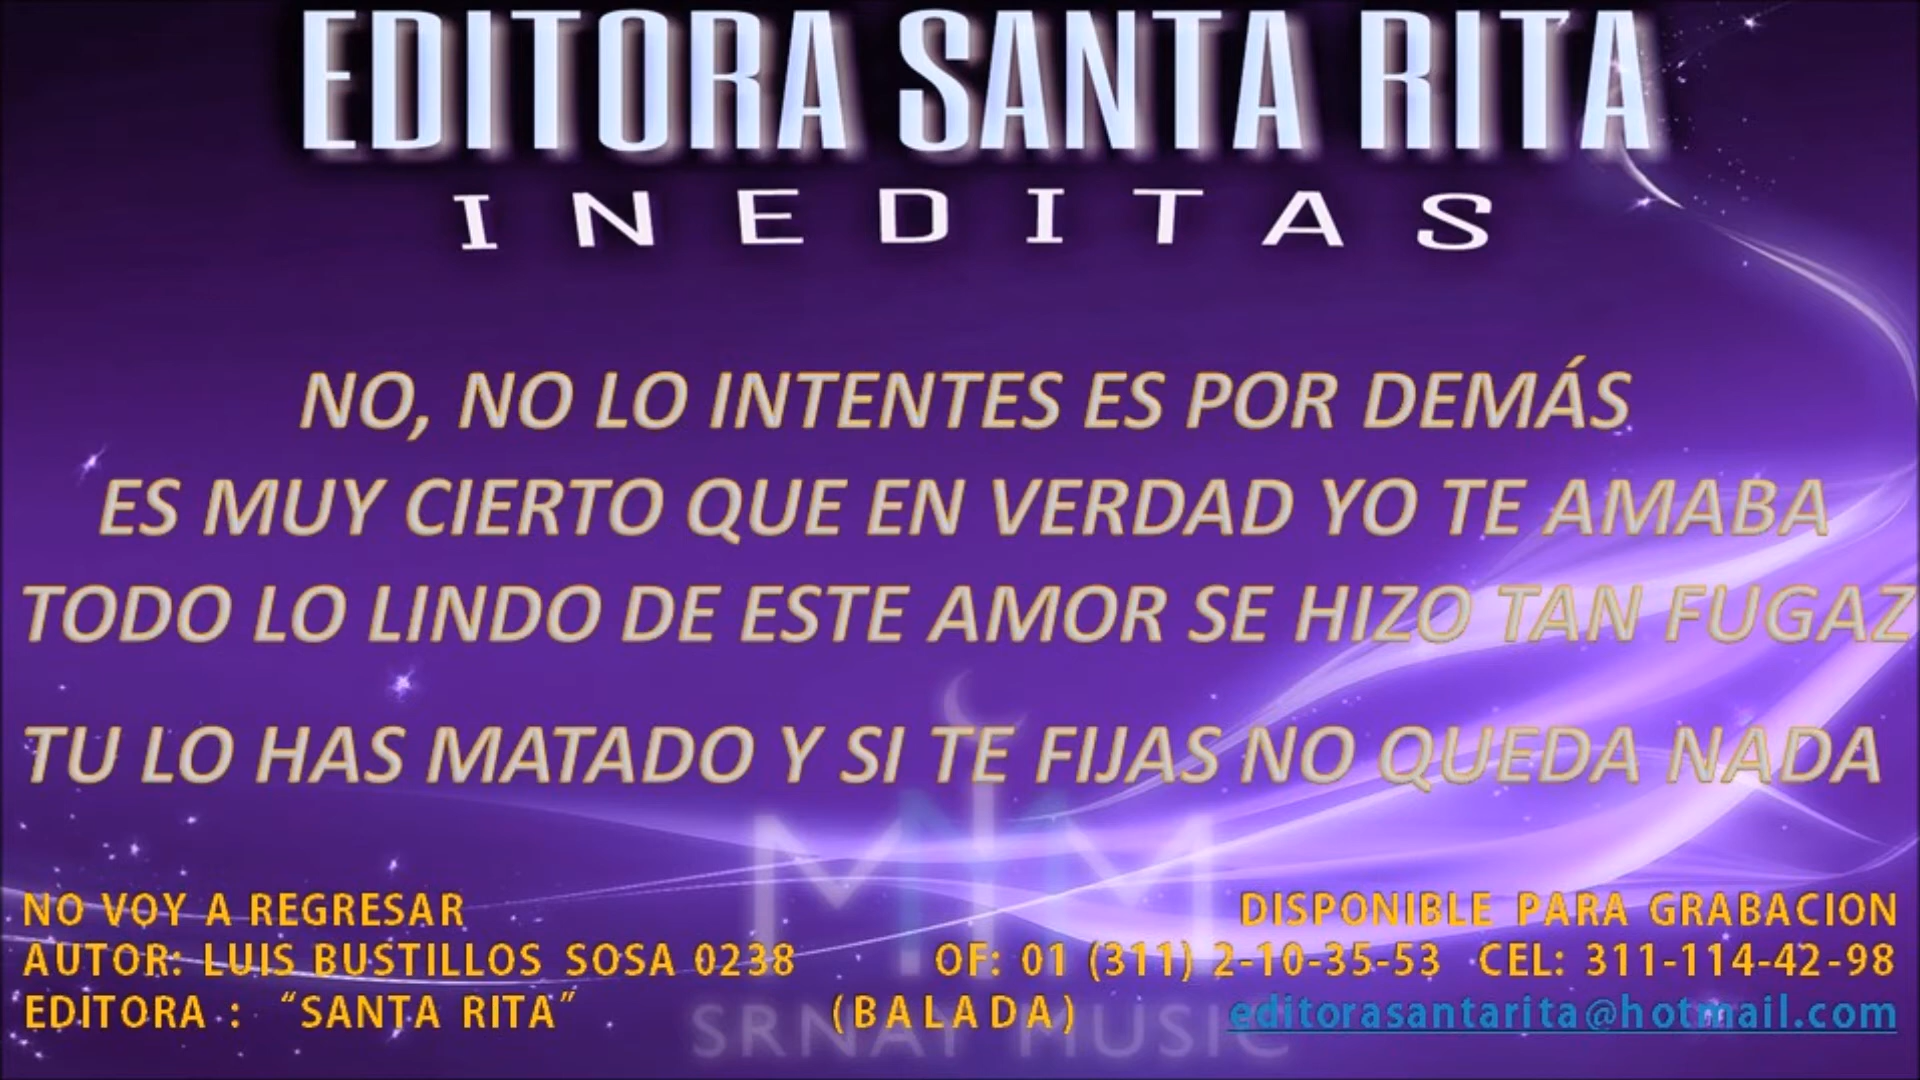 EDITORA SANTA RITA
INEDITAS
NO, NO LO INTENTES ES POR DEMÁS
ES MUY CIERTO QUE EN VERDAD YO TE AMABA
TODO LO LINDO DE ESTE AMOR SE HIZO TAN FUGAZ
TU LO HAS MATADO Y SI TE FIJAS NO QUEDA NADA
NO VOY A REGRESAR
DISPONIBLE PARA GRABACION
AUTOR: LUIS BUSTILLOS SOSA 0238
OF: 01 (311) 2-10-35-53 CEL: 311-114-42-98
EDITORA : “SANTA RITA”
(BALADA)
editorasantarita@hotmail.com
SRNAY MUSIC